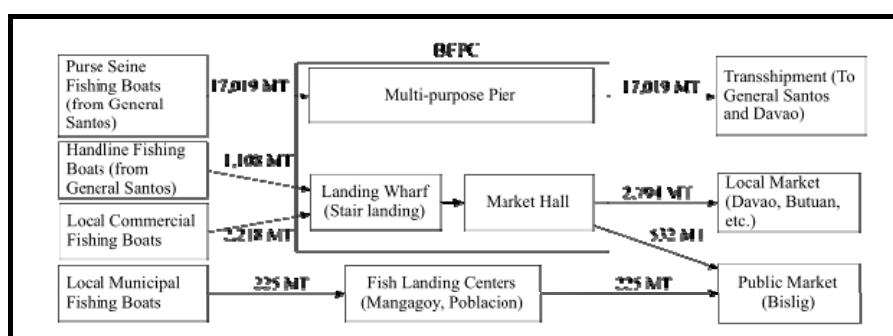 BFPC
Purse Seine
Fishing Boats
(from General
Santos)
17,019 MT
Multi-purpose Pier
17,019 MT
Transshipment (To
General Santos
and Davao)
Handline Fishing
Boats (from
General Santos)
1,108 MT
Landing Wharf
(Stair landing)
Market Hall
2,794 MT
Local Market
(Davao, Butuan,
etc.)
Local Commercial
Fishing Boats
2,218 MT
532 MT
Local Municipal
Fishing Boats
225 MT
Fish Landing Centers
(Mangagoy, Poblacion)
225 MT
Public Market
(Bislig)